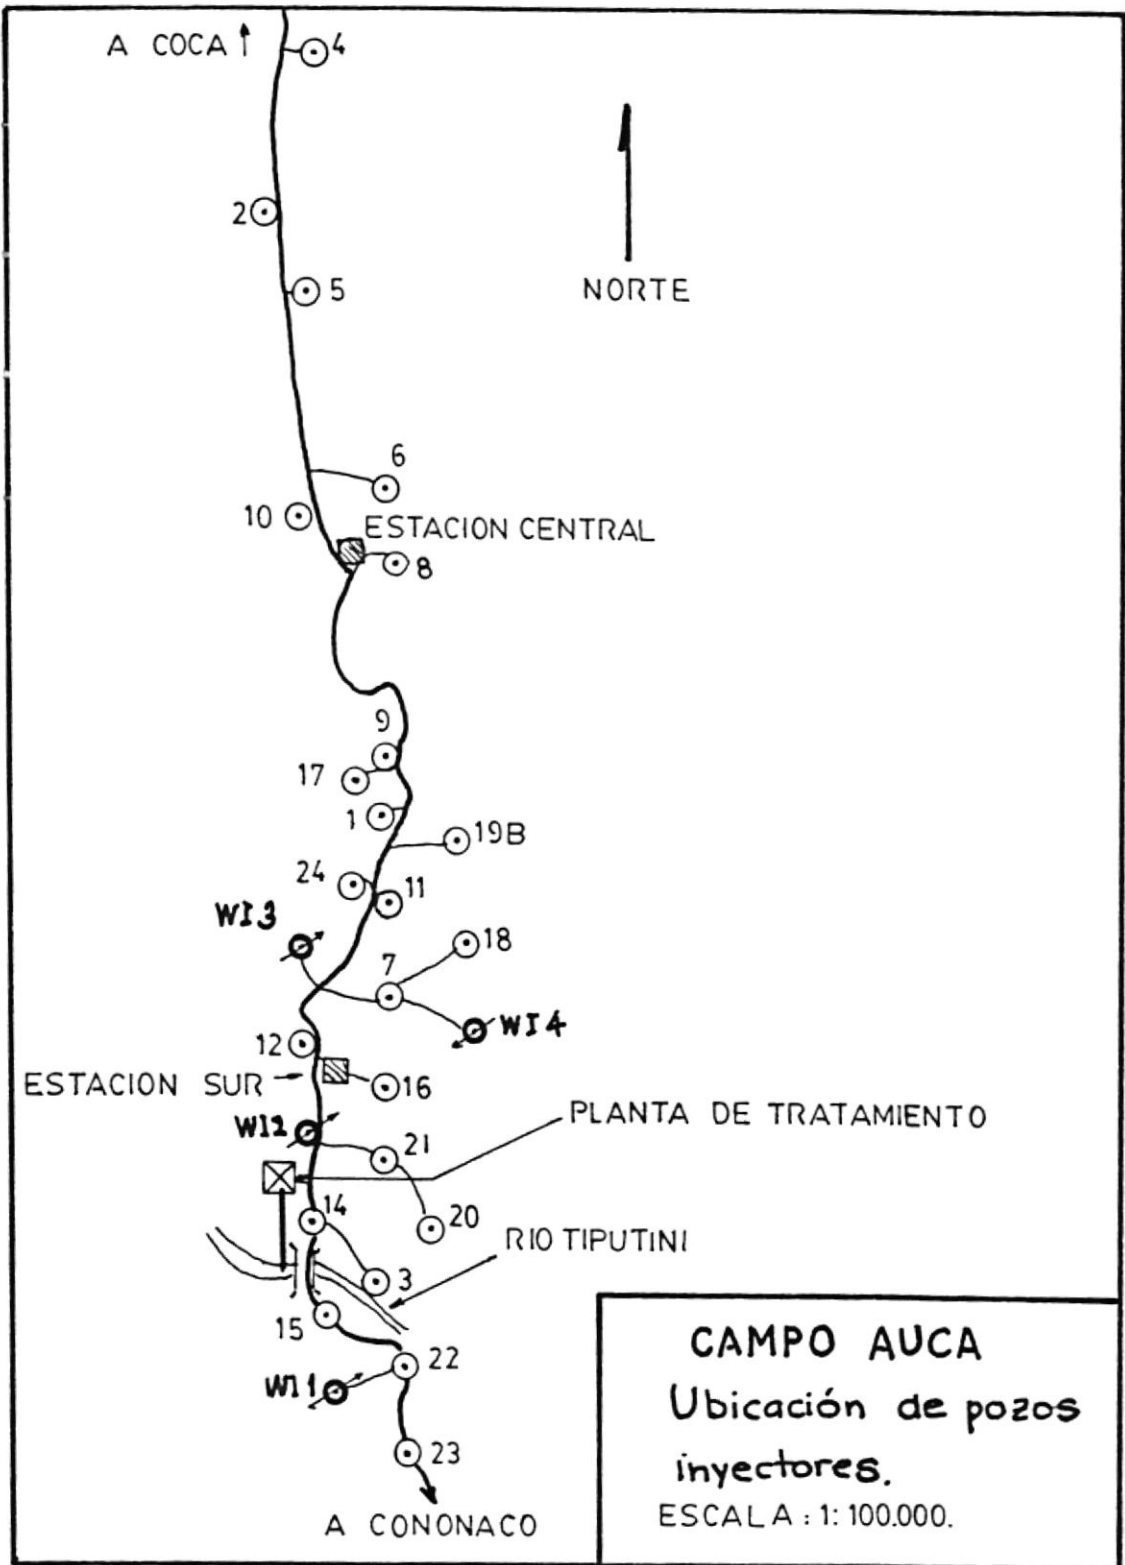 A COCA
4
2
5
NORTE
6
10
ESTACION CENTRAL
8
9
17
1
19B
24
11
WI3
18
7
WI4
12
ESTACION SUR
16
WI2
PLANTA DE TRATAMIENTO
21
14
20
RIO TIPUTINI
3
15
22
WI1
23
A CONONACO
CAMPO AUCA
Ubicación de pozos
inyectores.
ESCALA : 1: 100.000.